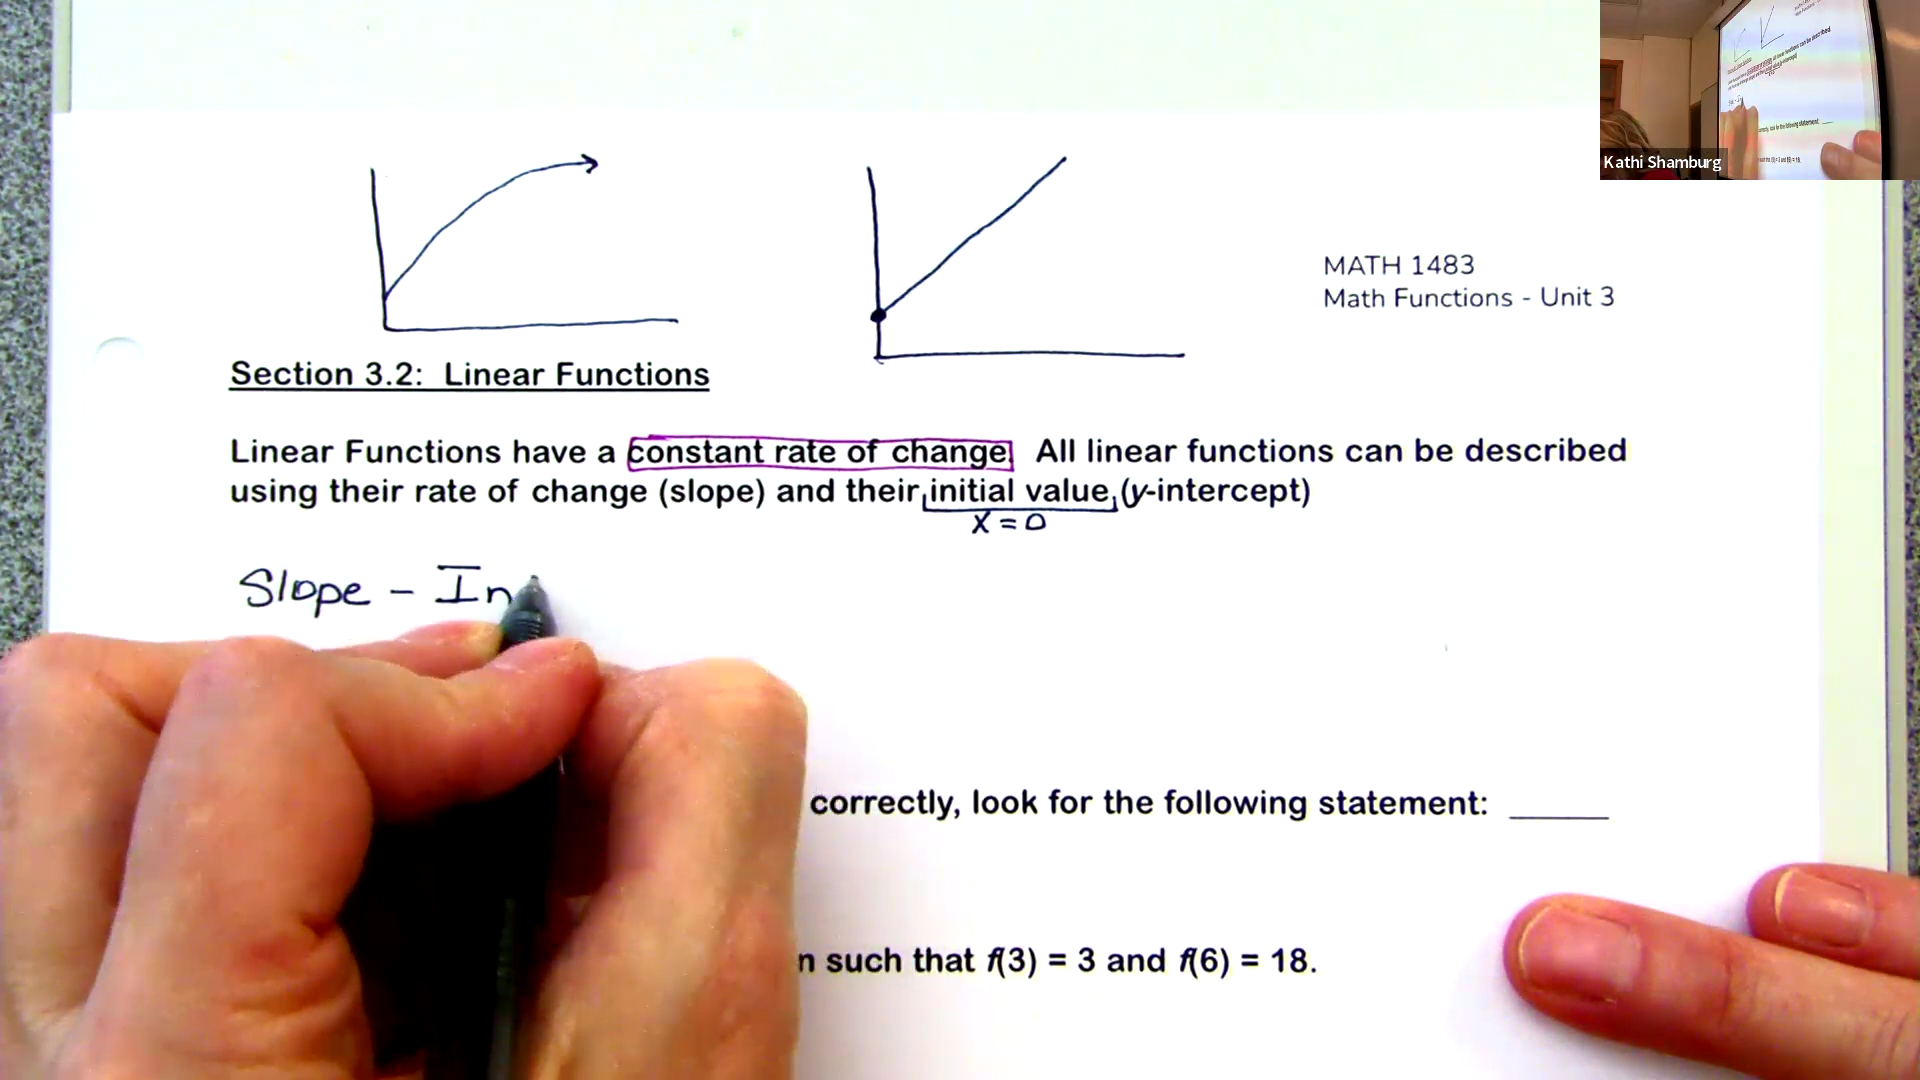 Kathi Shamburg
MATH 1483
Math Functions - Unit 3
Section 3.2: Linear Functions
Linear Functions have a constant rate of change. All linear functions can be described
using their rate of change (slope) and their initial value (y-intercept)
x = 0
Slope - In
correctly, look for the following statement: ______
n such that f(3) = 3 and f(6) = 18.